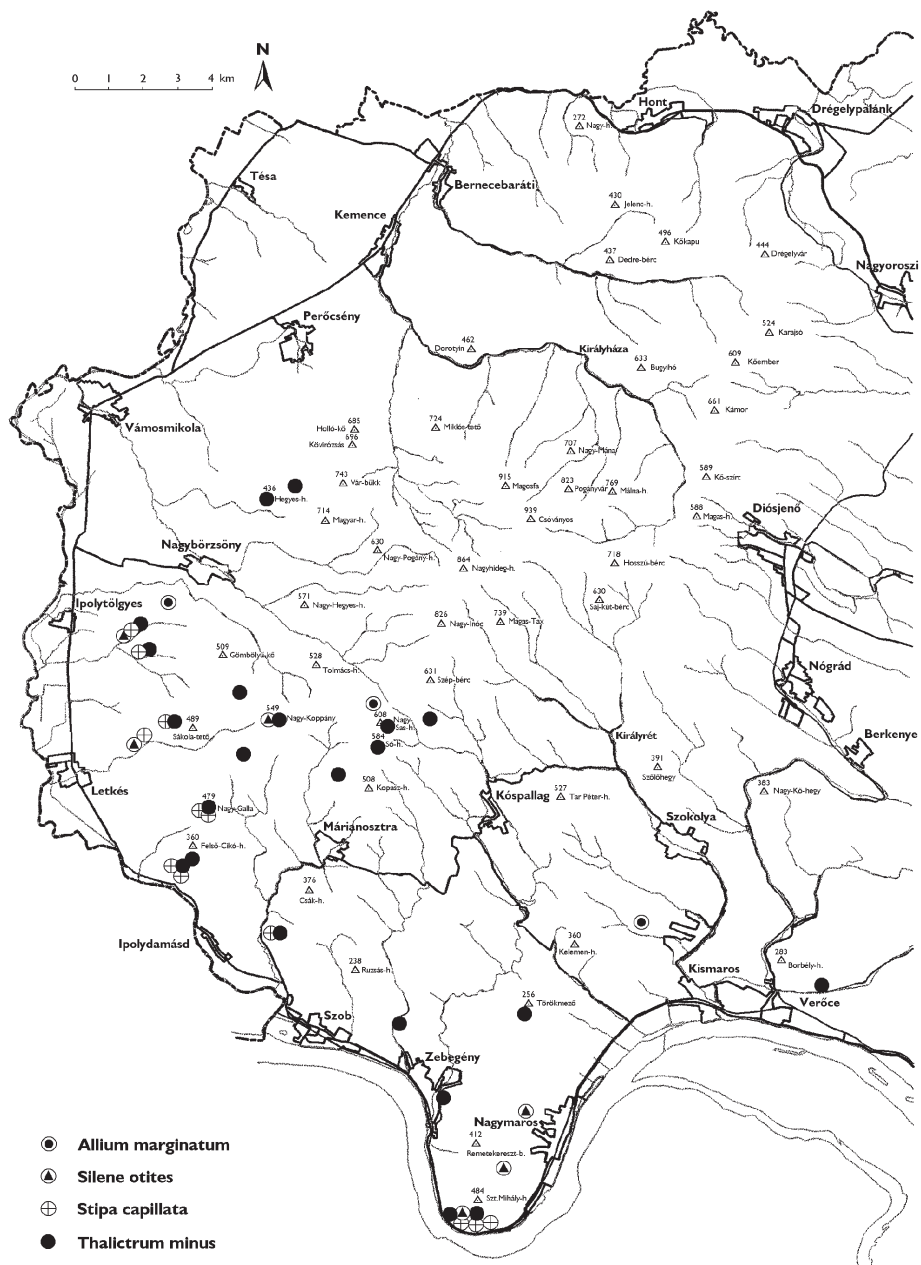 N
0 1 2 3 4 km
Hont
Drégelypalánk
272
Nagy-h.
Tésa
Bernecebaráti
430
Jelenc-h.
Kemence
496
Kőkapu
437
Dedre-bérc
444
Drégelyvár
Nagyoroszi
Perőcsény
524
Karajsó
462
Dorotyin
Királyháza
633
Bugyihó
609
Kőember
661
Kámor
Vámosmikola
685
Holló-kő
696
Kővirózsás
724
Miklós-tető
707
Nagy-Mána
743
Vár-bükk
915
Magosfa
823
Pogányvár
769
Málna-h.
589
Kő-szirt
436
Hegyes-h.
714
Magyar-h.
939
Csóványos
588
Magas-h.
Diósjenő
Nagybörzsöny
630
Nagy-Pogány-h.
864
Nagyhideg-h.
718
Hosszú-bérc
Ipolytölgyes
571
Nagy-Hegyes-h.
630
Saj-kút-bérc
826
Nagy-Inóc
739
Magas-Tax
509
Gömbölyű-kő
528
Tolmács-h.
631
Szép-bérc
Nógrád
489
Sákola-tető
549
Nagy-Koppány
608
Nagy-Sas-h.
584
Só-h.
Királyrét
Berkenye
391
Szőlőhegy
Letkés
508
Kopasz-h.
Kóspallag
527
Tar Péter-h.
383
Nagy-Kő-hegy
479
Nagy-Galla
Márianosztra
Szokolya
360
Felső-Cikó-h.
376
Csák-h.
Ipolydamásd
360
Kelemen-h.
238
Ruzsás-h.
Kismaros
283
Borbély-h.
256
Törökmező
Verőce
Szob
Zebegény
Nagymaros
412
Remetekereszt-b.
484
Szt.Mihály-h.
Allium marginatum
Silene otites
Stipa capillata
Thalictrum minus